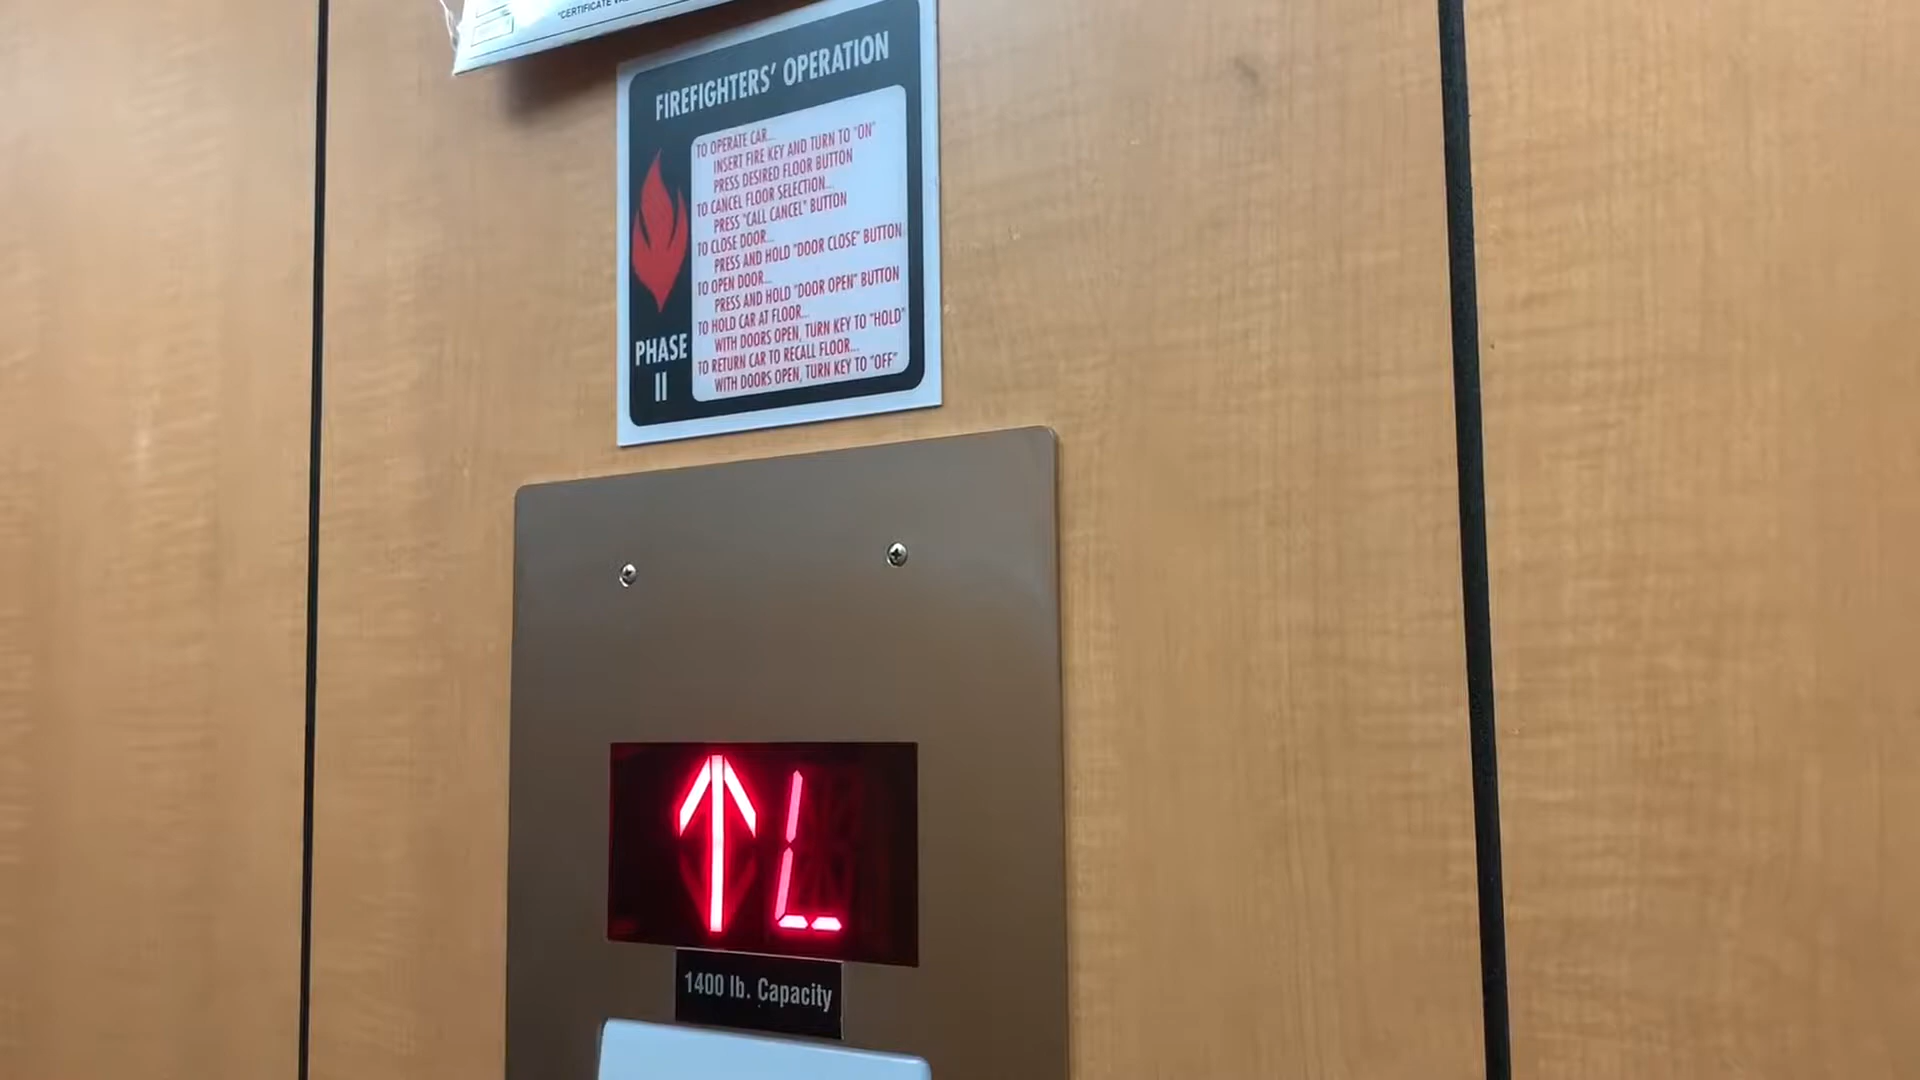 "CERTIFICATE
FIREFIGHTERS' OPERATION
TO OPERATE CAR...
INSERT FIRE KEY AND TURN TO "ON"
PRESS DESIRED FLOOR BUTTON
TO CANCEL FLOOR SELECTION...
PRESS "CALL CANCEL" BUTTON
TO CLOSE DOOR...
PRESS AND HOLD "DOOR CLOSE" BUTTON
TO OPEN DOOR...
PRESS AND HOLD "DOOR OPEN" BUTTON
TO HOLD CAR AT FLOOR...
WITH DOORS OPEN, TURN KEY TO "HOLD"
TO RETURN CAR TO RECALL FLOOR...
WITH DOORS OPEN, TURN KEY TO "OFF"
PHASE
II
↑ L
1400 lb. Capacity